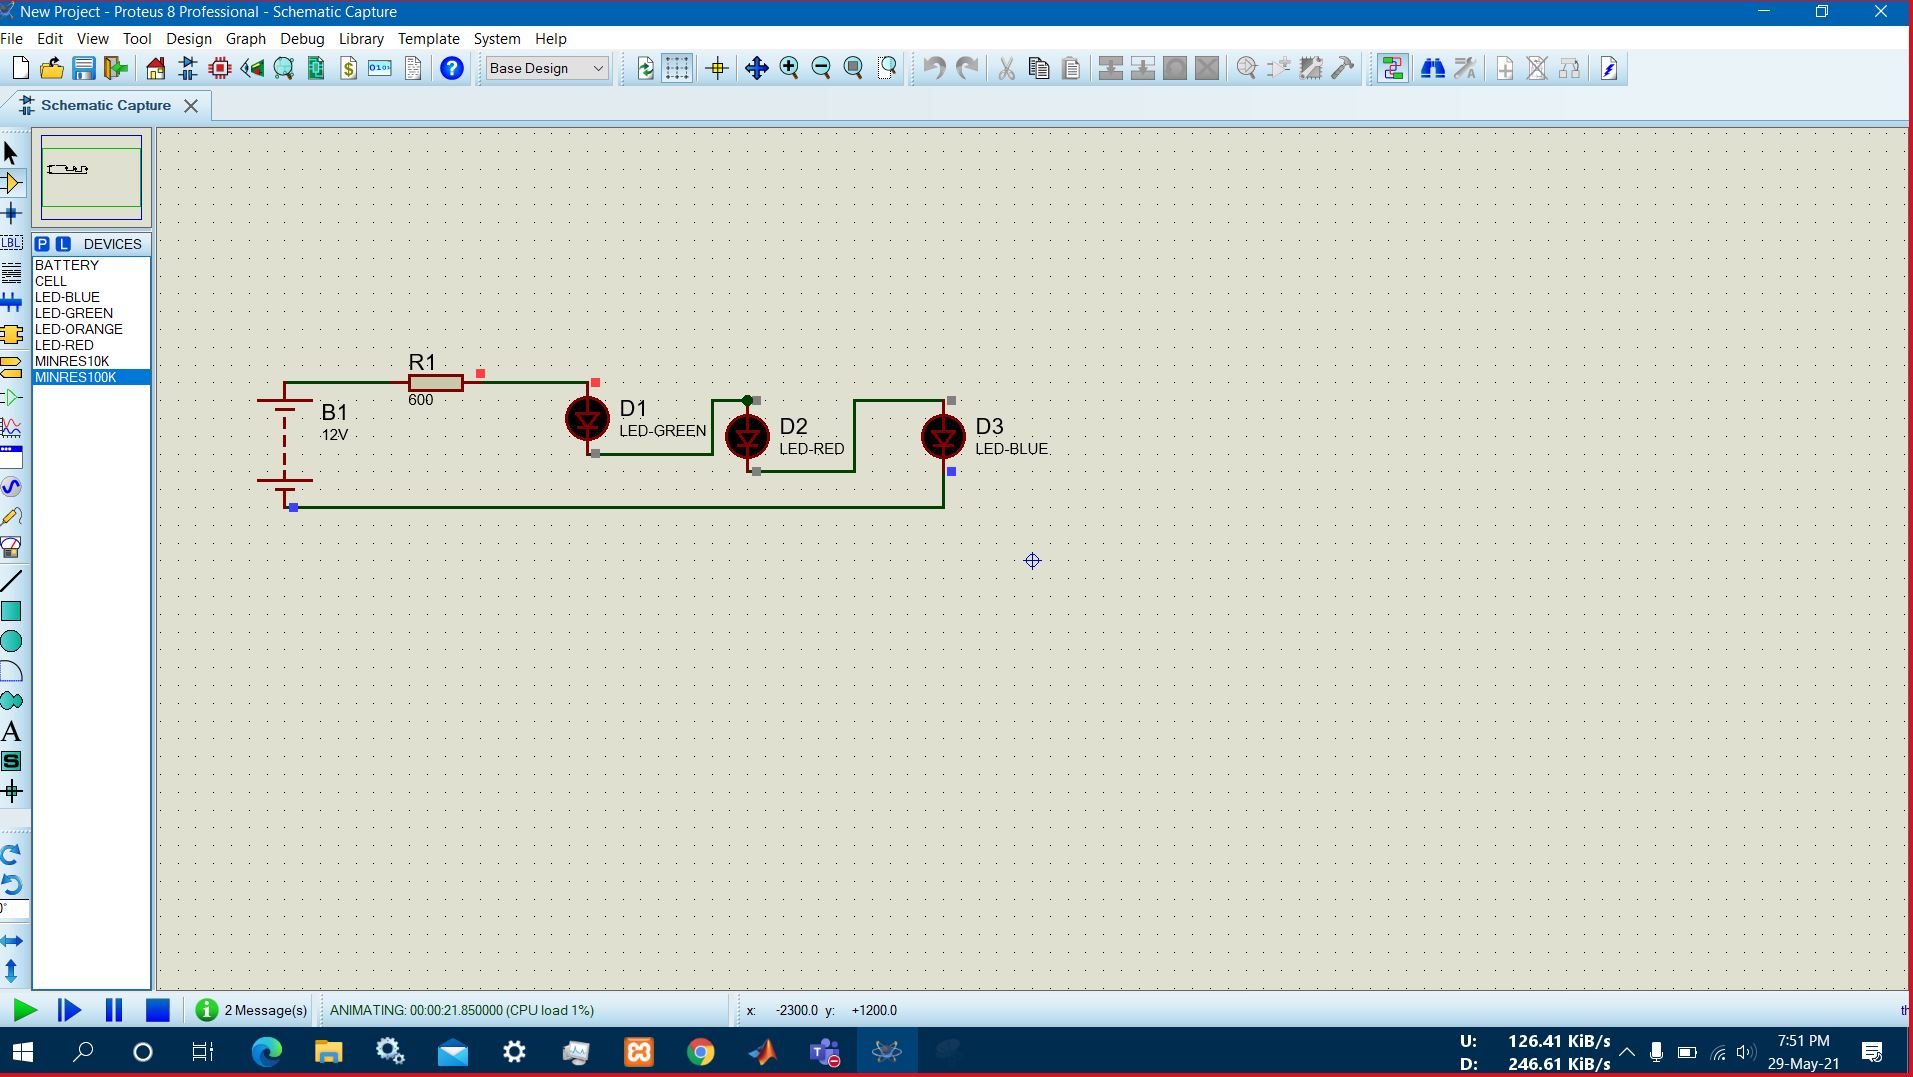 New Project - Proteus 8 Professional - Schematic Capture
File Edit View Tool Design Graph Debug Library Template System Help
Base Design
Schematic Capture
P L DEVICES
BATTERY
CELL
LED-BLUE
LED-GREEN
LED-ORANGE
LED-RED
MINRES10K
MINRES100K
LBL
A
S
0°
R1
600
B1
12V
D1
LED-GREEN
D2
LED-RED
D3
LED-BLUE
2 Message(s)
ANIMATING: 00:00:21.850000 (CPU load 1%)
x: -2300.0 y: +1200.0
th
U: 126.41 KiB/s
D: 246.61 KiB/s
7:51 PM
29-May-21